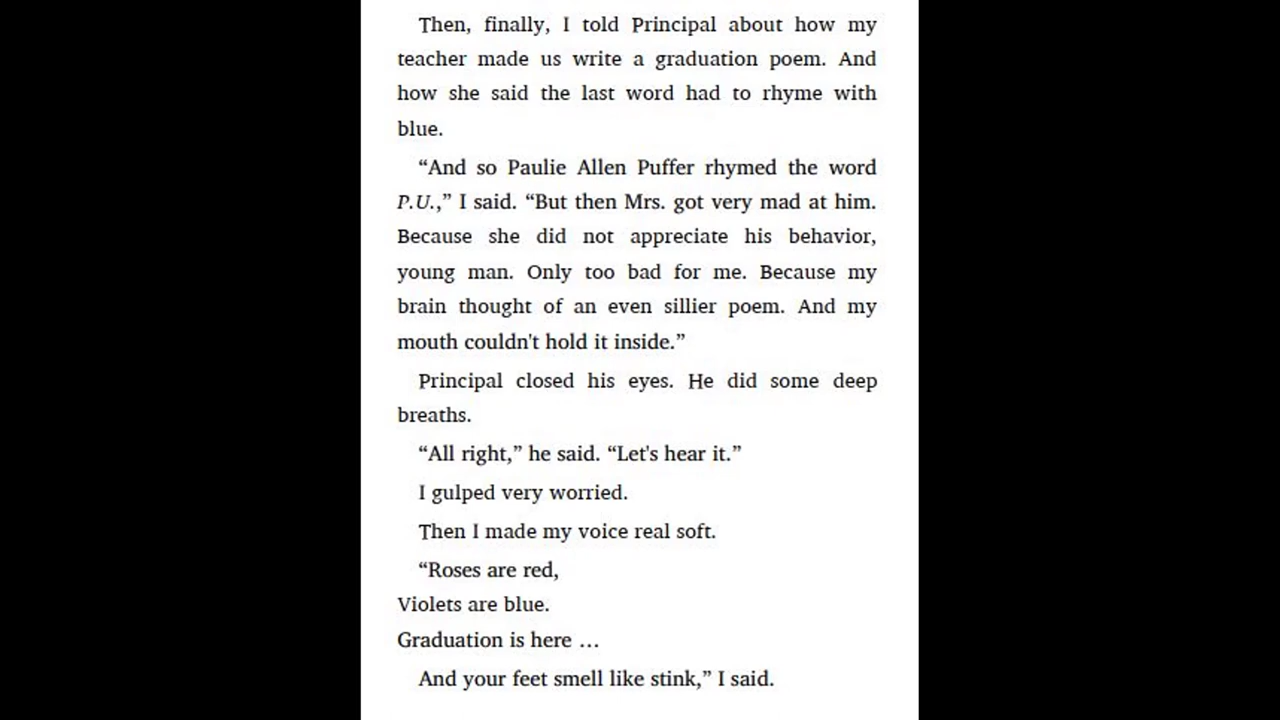 Then, finally, I told Principal about how my
teacher made us write a graduation poem. And
how she said the last word had to rhyme with
blue.
“And so Paulie Allen Puffer rhymed the word
P.U.,” I said. “But then Mrs. got very mad at him.
Because she did not appreciate his behavior,
young man. Only too bad for me. Because my
brain thought of an even sillier poem. And my
mouth couldn't hold it inside.”
Principal closed his eyes. He did some deep
breaths.
“All right,” he said. “Let's hear it.”
I gulped very worried.
Then I made my voice real soft.
“Roses are red,
Violets are blue.
Graduation is here …
And your feet smell like stink,” I said.